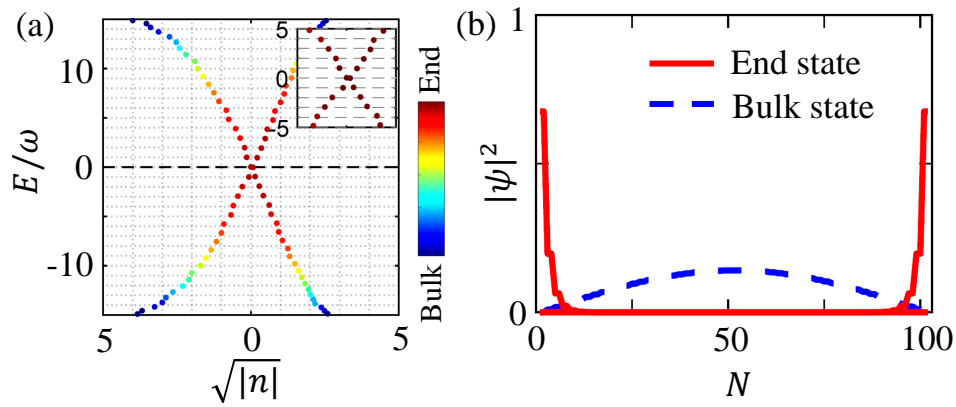 (a)
(b)
10
0
-10
E/ω
5
0
5
√|n|
5
0
-5
End
Bulk
1
0
|ψ|²
End state
Bulk state
0
50
100
N